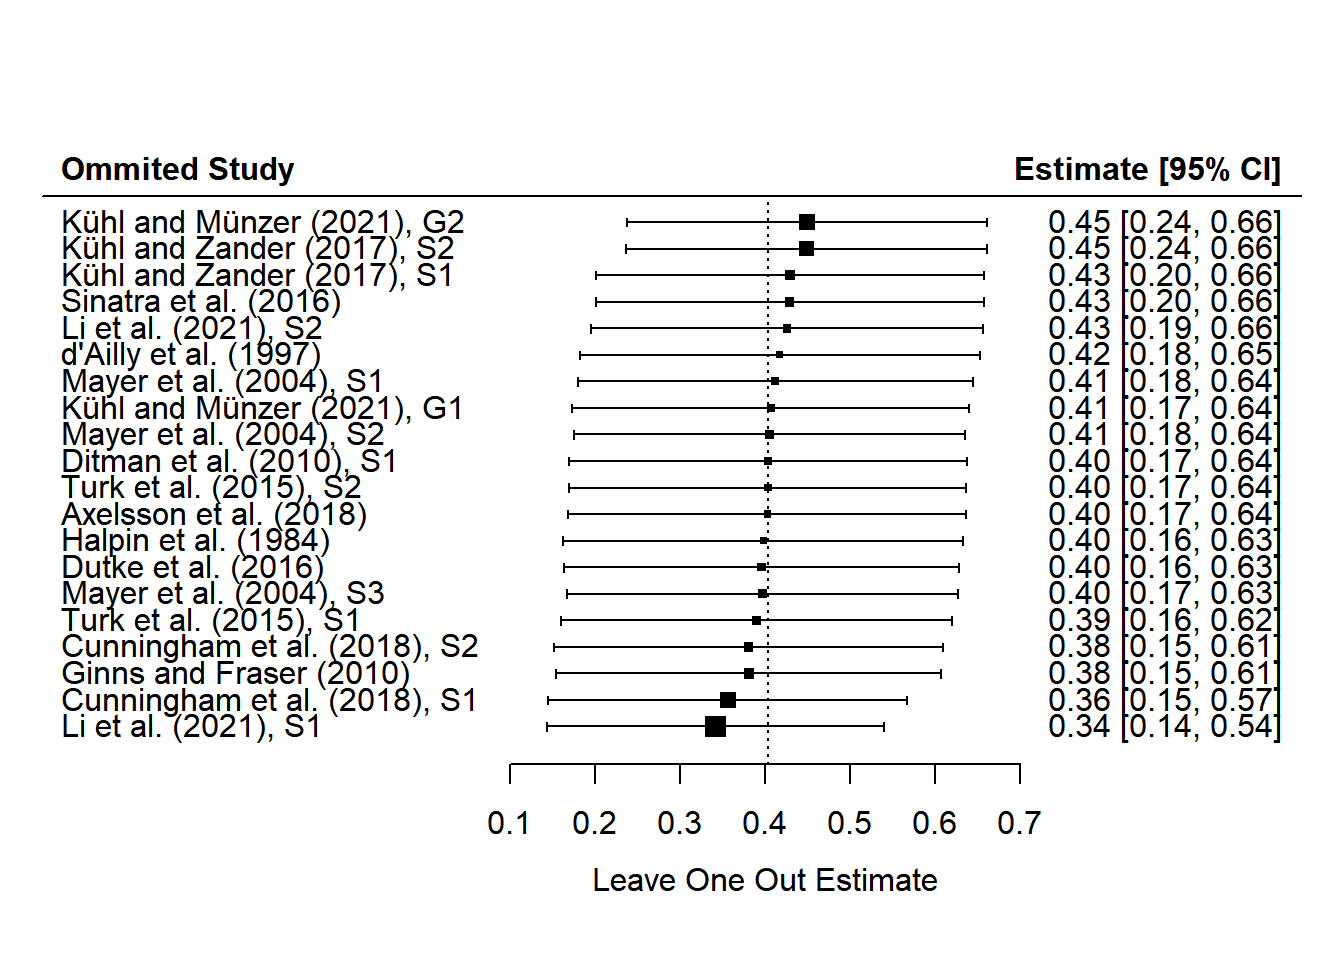 Ommited Study Estimate [95% CI]
Kühl and Münzer (2021), G2 0.45 [0.24, 0.66]
Kühl and Zander (2017), S2 0.45 [0.24, 0.66]
Kühl and Zander (2017), S1 0.43 [0.20, 0.66]
Sinatra et al. (2016) 0.43 [0.20, 0.66]
Li et al. (2021), S2 0.43 [0.19, 0.66]
d'Ailly et al. (1997) 0.42 [0.18, 0.65]
Mayer et al. (2004), S1 0.41 [0.18, 0.64]
Kühl and Münzer (2021), G1 0.41 [0.17, 0.64]
Mayer et al. (2004), S2 0.41 [0.18, 0.64]
Ditman et al. (2010), S1 0.40 [0.17, 0.64]
Turk et al. (2015), S2 0.40 [0.17, 0.64]
Axelsson et al. (2018) 0.40 [0.17, 0.64]
Halpin et al. (1984) 0.40 [0.16, 0.63]
Dutke et al. (2016) 0.40 [0.16, 0.63]
Mayer et al. (2004), S3 0.40 [0.17, 0.63]
Turk et al. (2015), S1 0.39 [0.16, 0.62]
Cunningham et al. (2018), S2 0.38 [0.15, 0.61]
Ginns and Fraser (2010) 0.38 [0.15, 0.61]
Cunningham et al. (2018), S1 0.36 [0.15, 0.57]
Li et al. (2021), S1 0.34 [0.14, 0.54]
0.1 0.2 0.3 0.4 0.5 0.6 0.7
Leave One Out Estimate